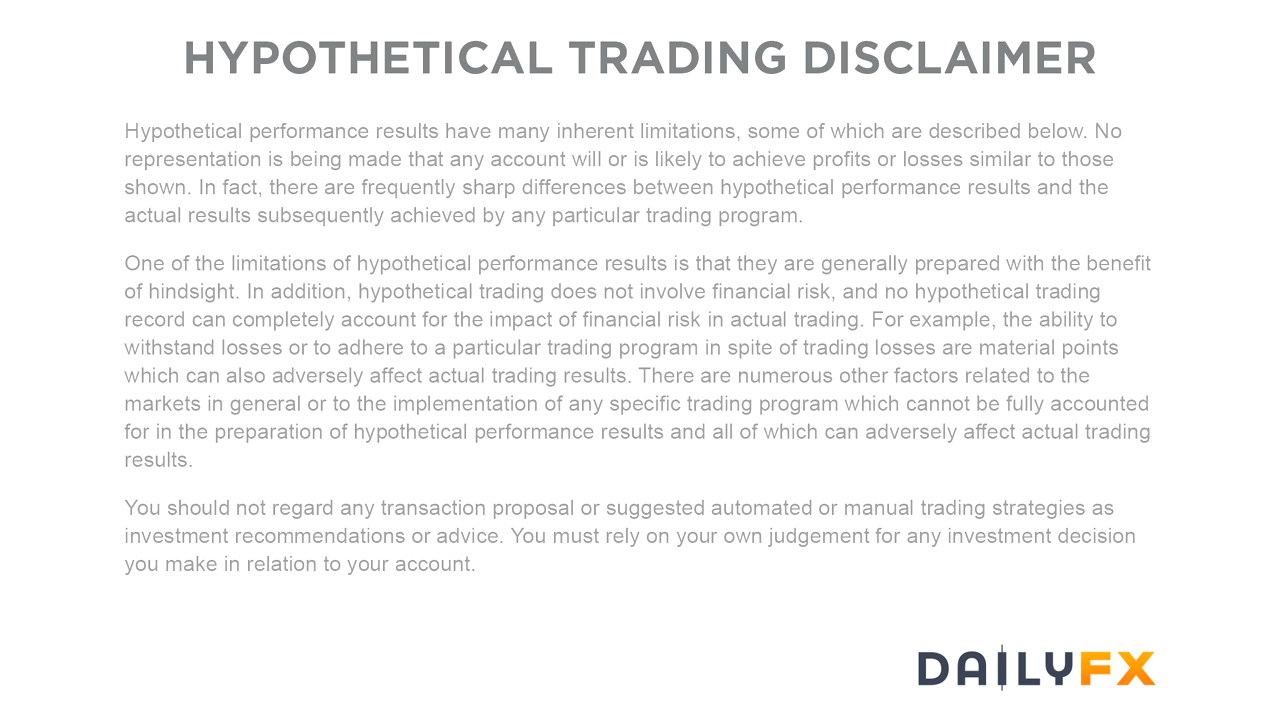 HYPOTHETICAL TRADING DISCLAIMER
Hypothetical performance results have many inherent limitations, some of which are described below. No
representation is being made that any account will or is likely to achieve profits or losses similar to those
shown. In fact, there are frequently sharp differences between hypothetical performance results and the
actual results subsequently achieved by any particular trading program.
One of the limitations of hypothetical performance results is that they are generally prepared with the benefit
of hindsight. In addition, hypothetical trading does not involve financial risk, and no hypothetical trading
record can completely account for the impact of financial risk in actual trading. For example, the ability to
withstand losses or to adhere to a particular trading program in spite of trading losses are material points
which can also adversely affect actual trading results. There are numerous other factors related to the
markets in general or to the implementation of any specific trading program which cannot be fully accounted
for in the preparation of hypothetical performance results and all of which can adversely affect actual trading
results.
You should not regard any transaction proposal or suggested automated or manual trading strategies as
investment recommendations or advice. You must rely on your own judgement for any investment decision
you make in relation to your account.
DAILYFX